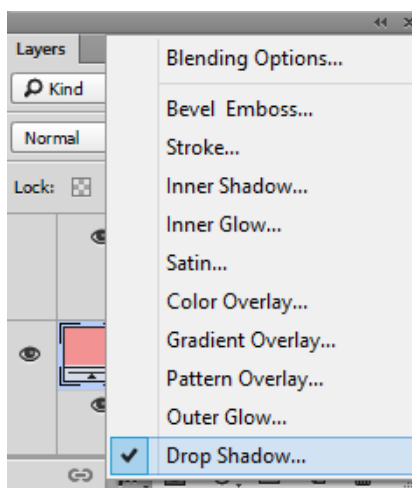 Layers
Kind
Normal
Lock:
Blending Options...
Bevel  Emboss...
Stroke...
Inner Shadow...
Inner Glow...
Satin...
Color Overlay...
Gradient Overlay...
Pattern Overlay...
Outer Glow...
Drop Shadow...